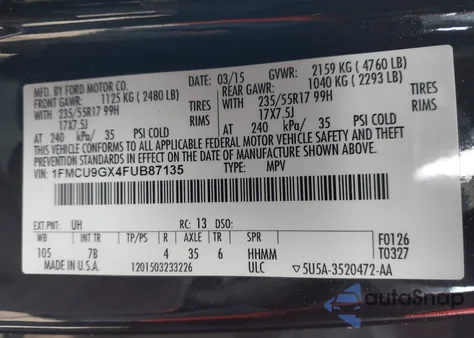 MFD. BY FORD MOTOR CO.
DATE: 03/15 GVWR: 2159 KG ( 4760 LB)
FRONT GAWR: 1125 KG ( 2480 LB) REAR GAWR: 1040 KG ( 2293 LB)
235/55R17 99H TIRES WITH 235/55R17 99H TIRES
17X7.5J RIMS 17X7.5J RIMS
AT 240 kPa/ 35 PSI COLD AT 240 kPa/ 35 PSI COLD
THIS VEHICLE CONFORMS TO ALL APPLICABLE FEDERAL MOTOR VEHICLE SAFETY AND BUMPER
STANDARDS IN EFFECT ON THE DATE OF MANUFACTURE SHOWN ABOVE.
VIN: 1FMCU9GX4FUB87135
TYPE: MPV
EXT PNT: UH RC: 13 DSO:
WB INT TR TP/PS R AXLE TR SPR F0126
105 7B 4 35 6 HHMM T0327
MADE IN U.S.A. 1201503233226 ULC 5U5A-3520472-AA
autoSnap